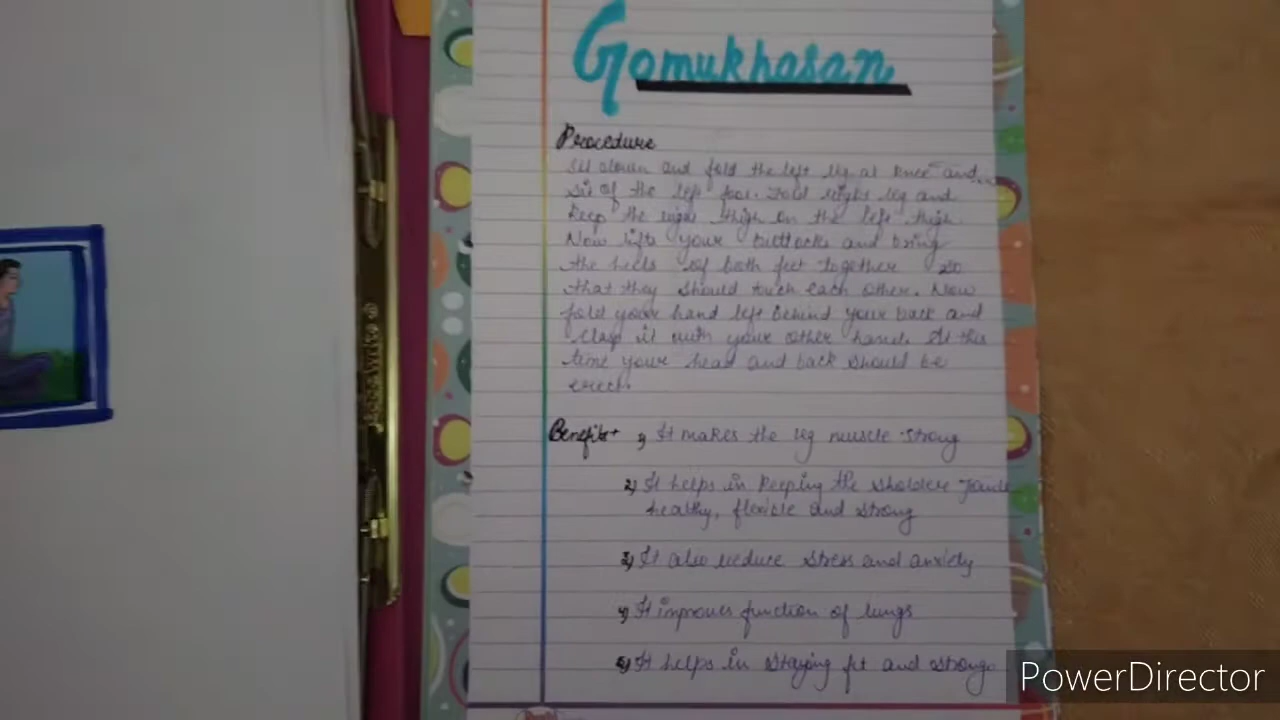 Gomukhasan
Procedure
Sit down and fold the left leg at knee and
sit of the left foot. Fold right leg and
keep the right thigh on the left thigh.
Now lifts your buttocks and bring
the heels of both feet together so
that they should touch each other. Now
fold your hand left behind your back and
clasp it with your other hand. At this
time your head and back should be
erect.
Benefits 1) It makes the leg muscle strong
2) It helps in keeping the sholder
healthy, flexible and strong
3) It also reduce stress and anxiety
4) It improves function of lungs
5) It helps in staying fit and strong
PowerDirector